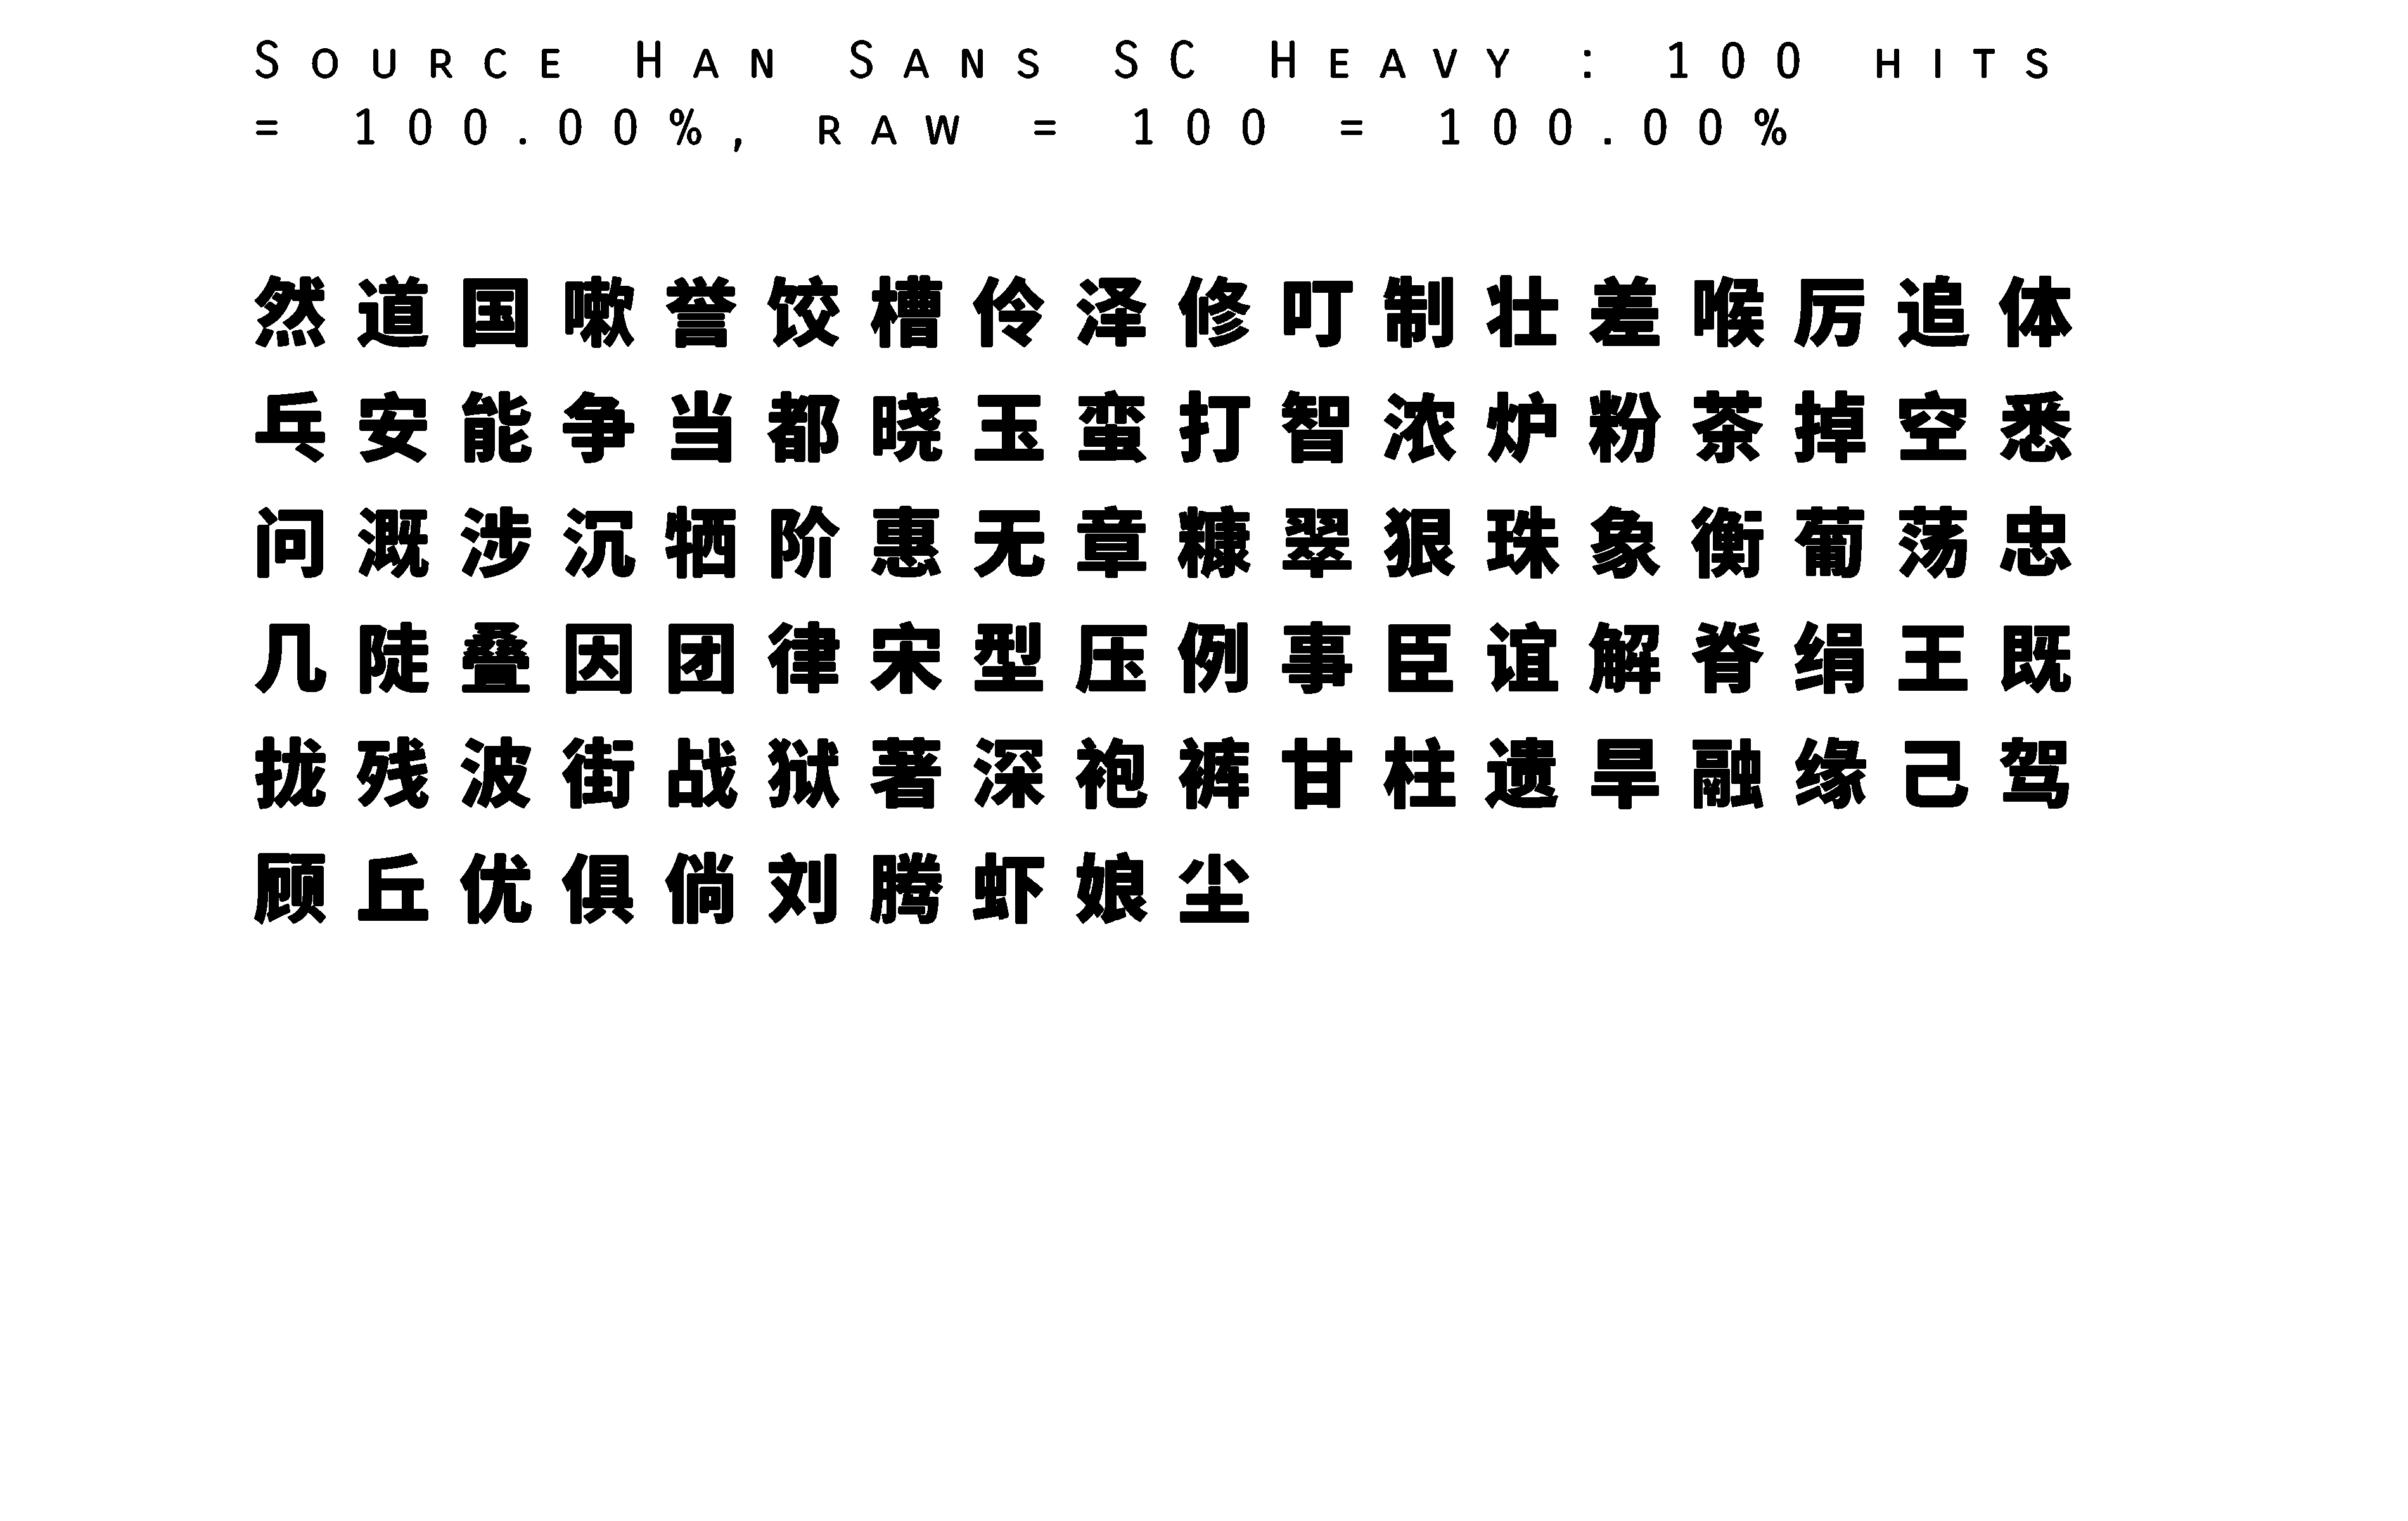 Source Han Sans SC Heavy : 100 hits
= 100.00%, raw = 100 = 100.00%
然道国嗽誉饺槽伶泽修叮制壮差喉厉追体
乓安能争当都晓玉蛮打智浓炉粉茶掉空悉
问溉涉沉牺阶惠无章糠翠狠珠象衡葡荡忠
几陡叠因团律宋型压例事臣谊解脊绢王既
拢残波街战狱著深袍裤甘柱遗旱融缘己驾
顾丘优俱倘刘腾虾娘尘